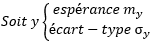 Soit y { espérance m_y
écart − type σ_y